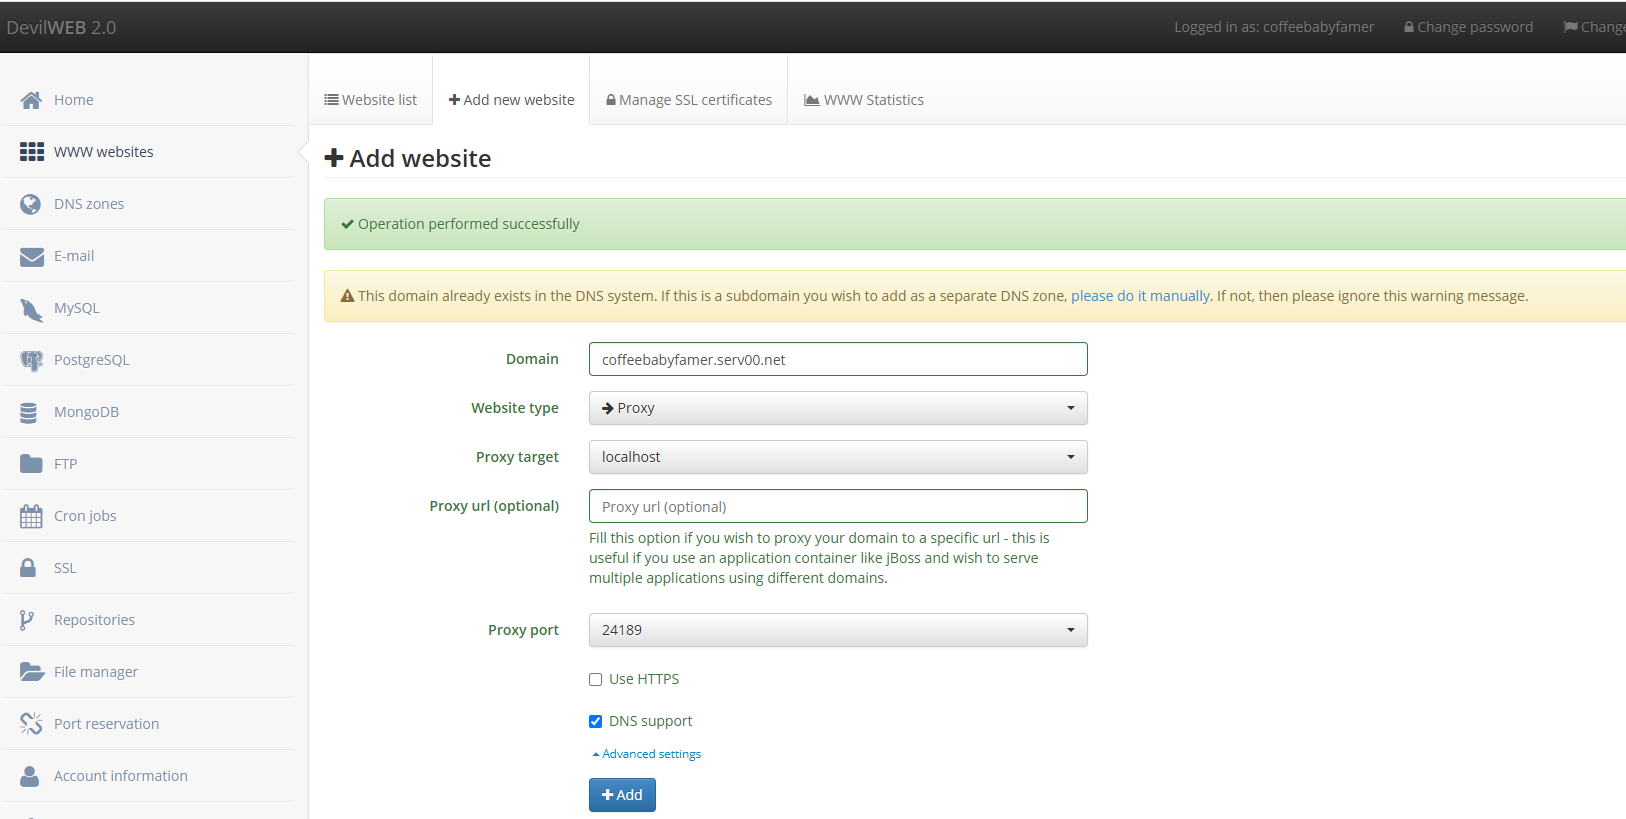 DevilWEB 2.0
Logged in as: coffeebabyfamer
Change password
Change
Home
WWW websites
DNS zones
E-mail
MySQL
PostgreSQL
MongoDB
FTP
Cron jobs
SSL
Repositories
File manager
Port reservation
Account information
Website list
Add new website
Manage SSL certificates
WWW Statistics
Add website
Operation performed successfully
This domain already exists in the DNS system. If this is a subdomain you wish to add as a separate DNS zone, please do it manually. If not, then please ignore this warning message.
Domain
coffeebabyfamer.serv00.net
Website type
Proxy
Proxy target
localhost
Proxy url (optional)
Proxy url (optional)
Fill this option if you wish to proxy your domain to a specific url - this is
useful if you use an application container like jBoss and wish to serve
multiple applications using different domains.
Proxy port
24189
Use HTTPS
DNS support
Advanced settings
Add